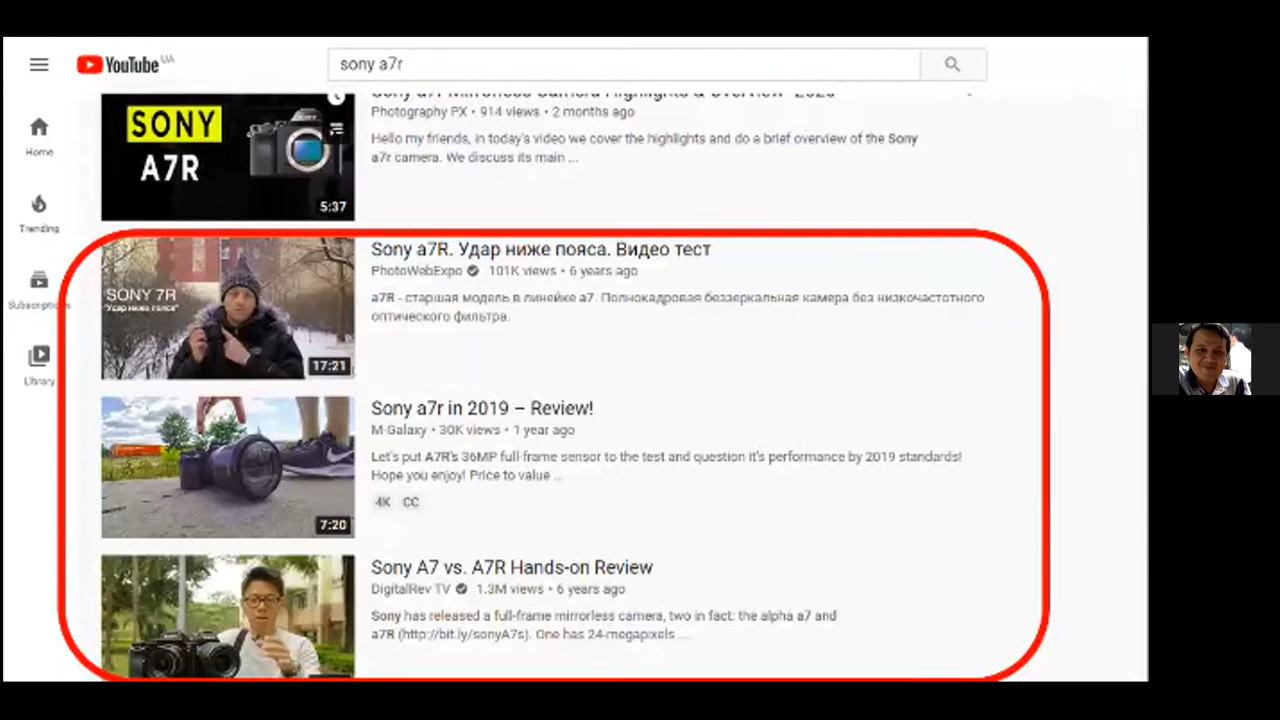 YouTube UA
sony a7r
Home
Trending
Subscriptions
Library
Sony a7r Mirrorless Camera Highlights & Overview -2020
Photography PX • 914 views • 2 months ago
Hello my friends, in today's video we cover the highlights and do a brief overview of the Sony
a7r camera. We discuss its main ...
SONY
A7R
5:37
Sony a7R. Удар ниже пояса. Видео тест
PhotoWebExpo 101K views • 6 years ago
a7R - старшая модель в линейке a7. Полнокадровая беззеркальная камера без низкочастотного
оптического фильтра.
SONY 7R
"Удар ниже пояса"
17:21
Sony a7r in 2019 – Review!
M-Galaxy • 30K views • 1 year ago
Let's put A7R's 36MP full-frame sensor to the test and question it's performance by 2019 standards!
Hope you enjoy! Price to value ...
4K CC
7:20
Sony A7 vs. A7R Hands-on Review
DigitalRev TV 1.3M views • 6 years ago
Sony has released a full-frame mirrorless camera, two in fact: the alpha a7 and
a7R (http://bit.ly/sonyA7s). One has 24-megapixels ...